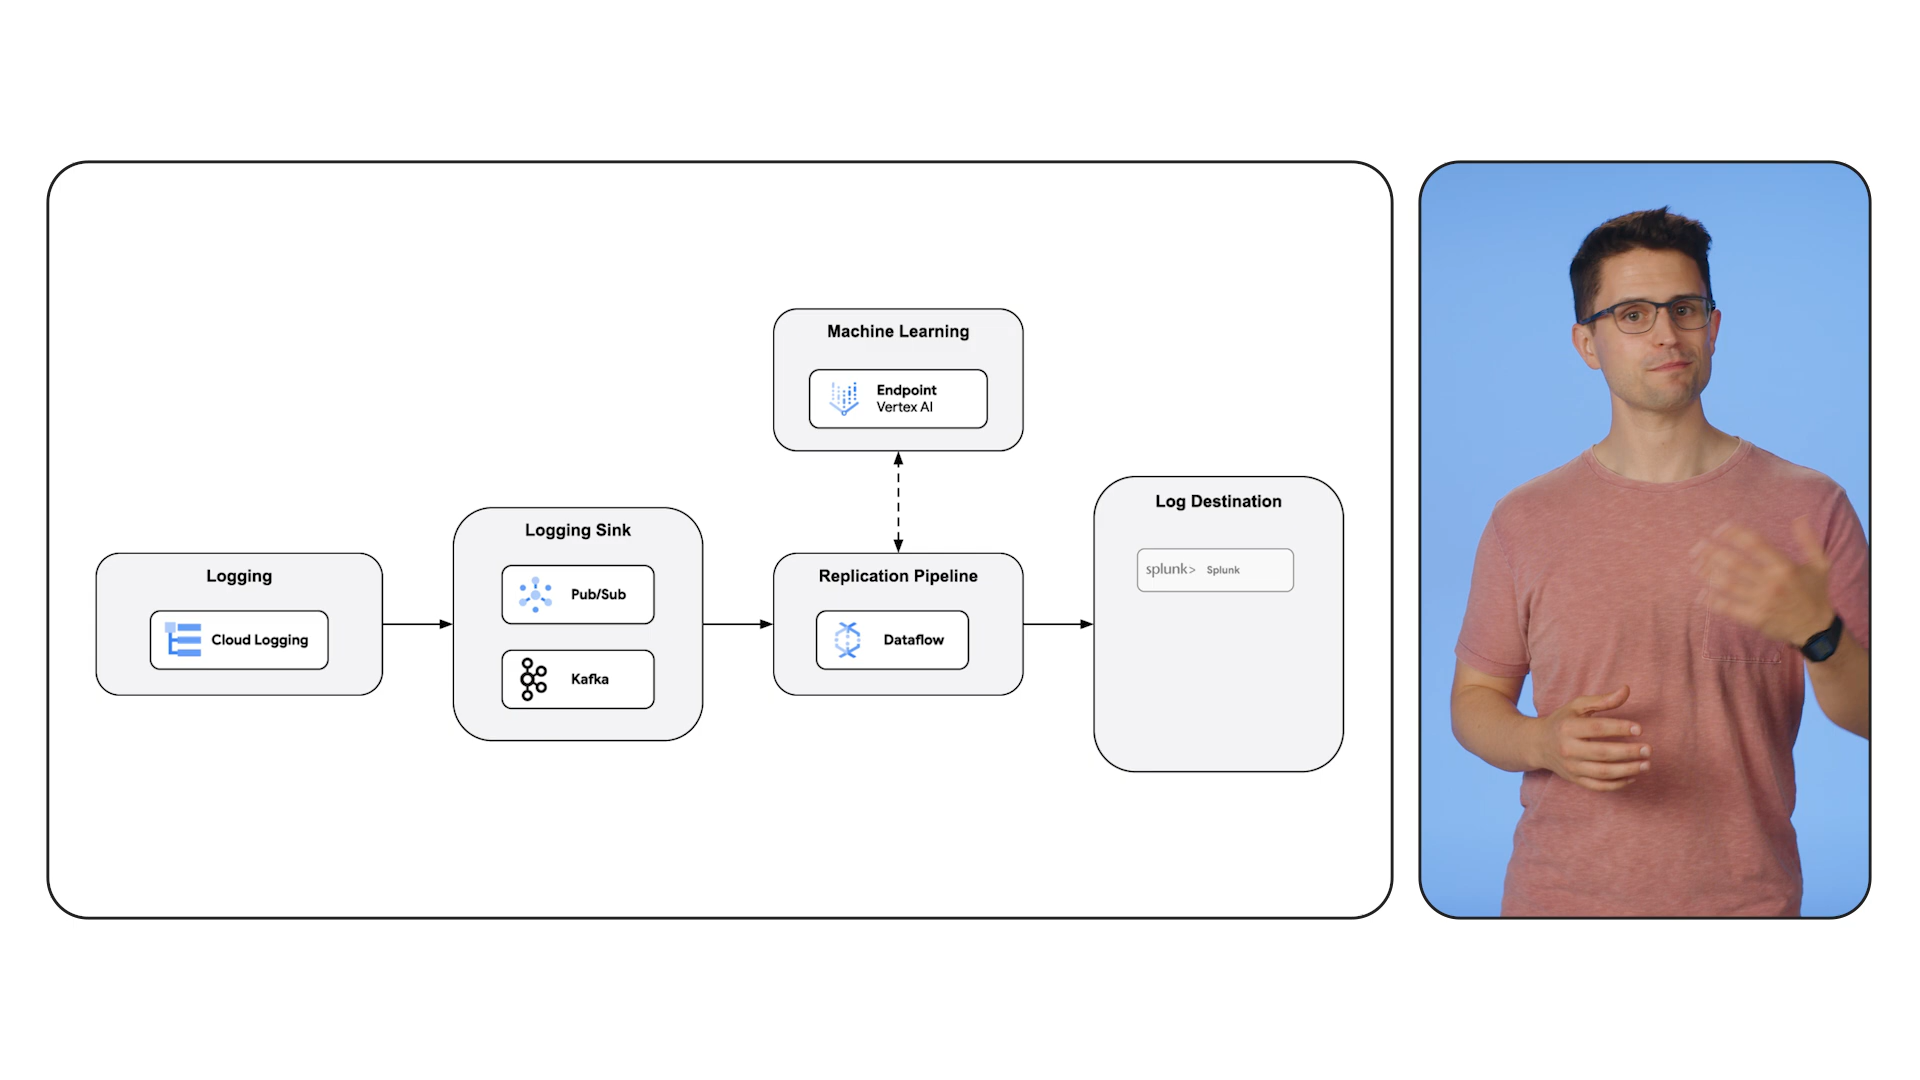 Machine Learning
Endpoint
Vertex AI
Logging
Cloud Logging
Logging Sink
Pub/Sub
Kafka
Replication Pipeline
Dataflow
Log Destination
splunk> Splunk